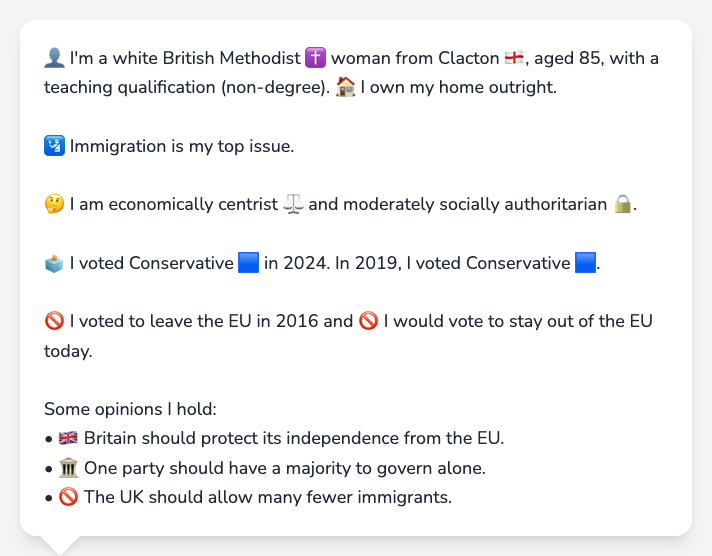 👤 I'm a white British Methodist ✝️ woman from Clacton 🏴󠁧󠁢󠁥󠁮󠁧󠁿, aged 85, with a
teaching qualification (non-degree). 🏠 I own my home outright.
🛂 Immigration is my top issue.
🤔 I am economically centrist ⚖️ and moderately socially authoritarian 🔒.
🗳️ I voted Conservative 🟦 in 2024. In 2019, I voted Conservative 🟦.
🚫 I voted to leave the EU in 2016 and 🚫 I would vote to stay out of the EU
today.
Some opinions I hold:
• 🇬🇧 Britain should protect its independence from the EU.
• 🏛️ One party should have a majority to govern alone.
• 🚫 The UK should allow many fewer immigrants.